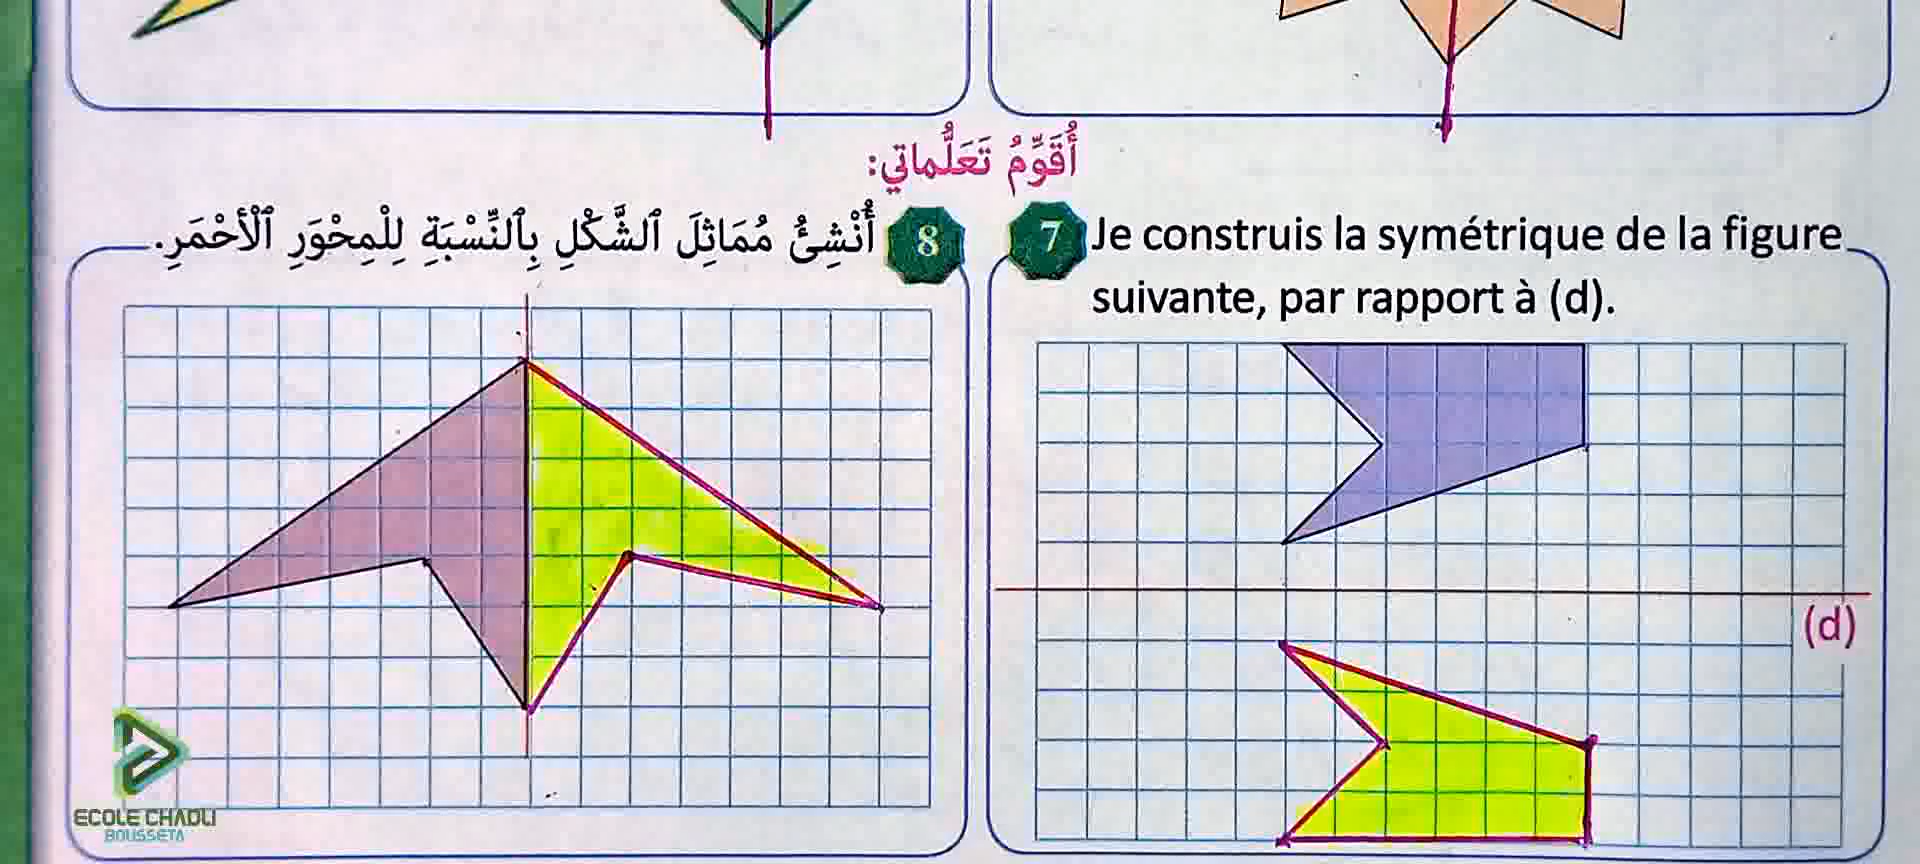 أُقَوِّمُ تَعَلُّماتي:
7 Je construis la symétrique de la figure
suivante, par rapport à (d).
(d)
8 أُنْشِئُ مُمَاثِلَ ٱلشَّكْلِ بِٱلنِّسْبَةِ لِلْمِحْوَرِ ٱلْأَحْمَرِ.
ECOLE CHADLI
BOUSSETA